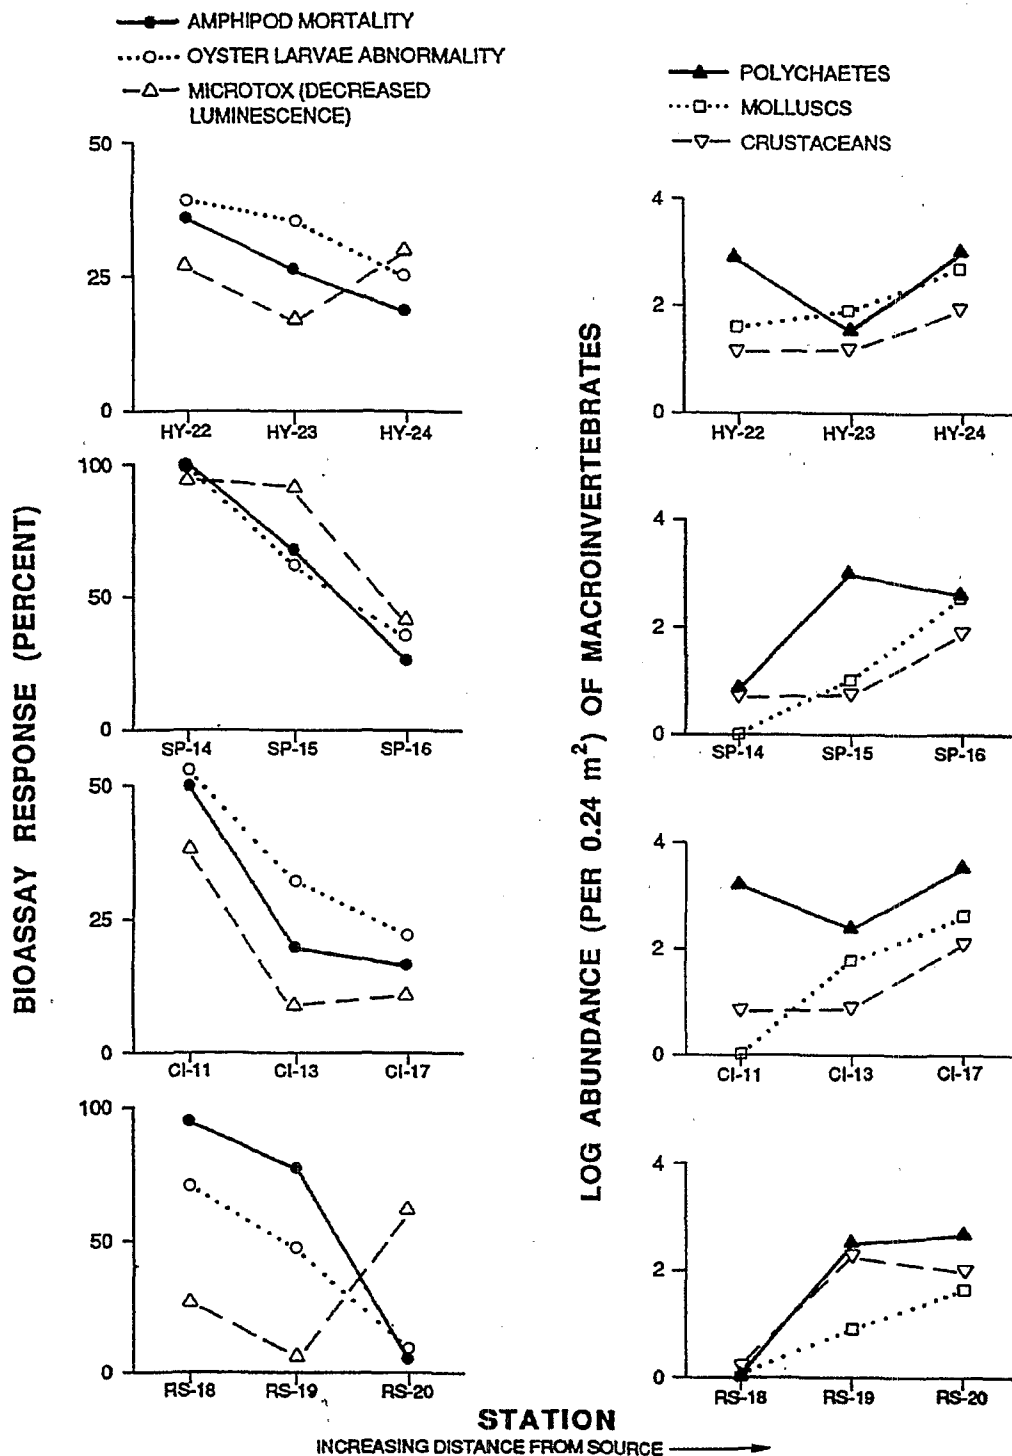 AMPHIPOD MORTALITY
OYSTER LARVAE ABNORMALITY
MICROTOX (DECREASED
LUMINESCENCE)
POLYCHAETES
MOLLUSCS
CRUSTACEANS
BIOASSAY RESPONSE (PERCENT)
50
25
0
HY-22 HY-23 HY-24
100
50
0
SP-14 SP-15 SP-16
50
25
0
CI-11 CI-13 CI-17
100
50
0
RS-18 RS-19 RS-20
LOG ABUNDANCE (PER 0.24 m²) OF MACROINVERTEBRATES
4
2
0
HY-22 HY-23 HY-24
4
2
0
SP-14 SP-15 SP-16
4
2
0
CI-11 CI-13 CI-17
4
2
0
RS-18 RS-19 RS-20
STATION
INCREASING DISTANCE FROM SOURCE